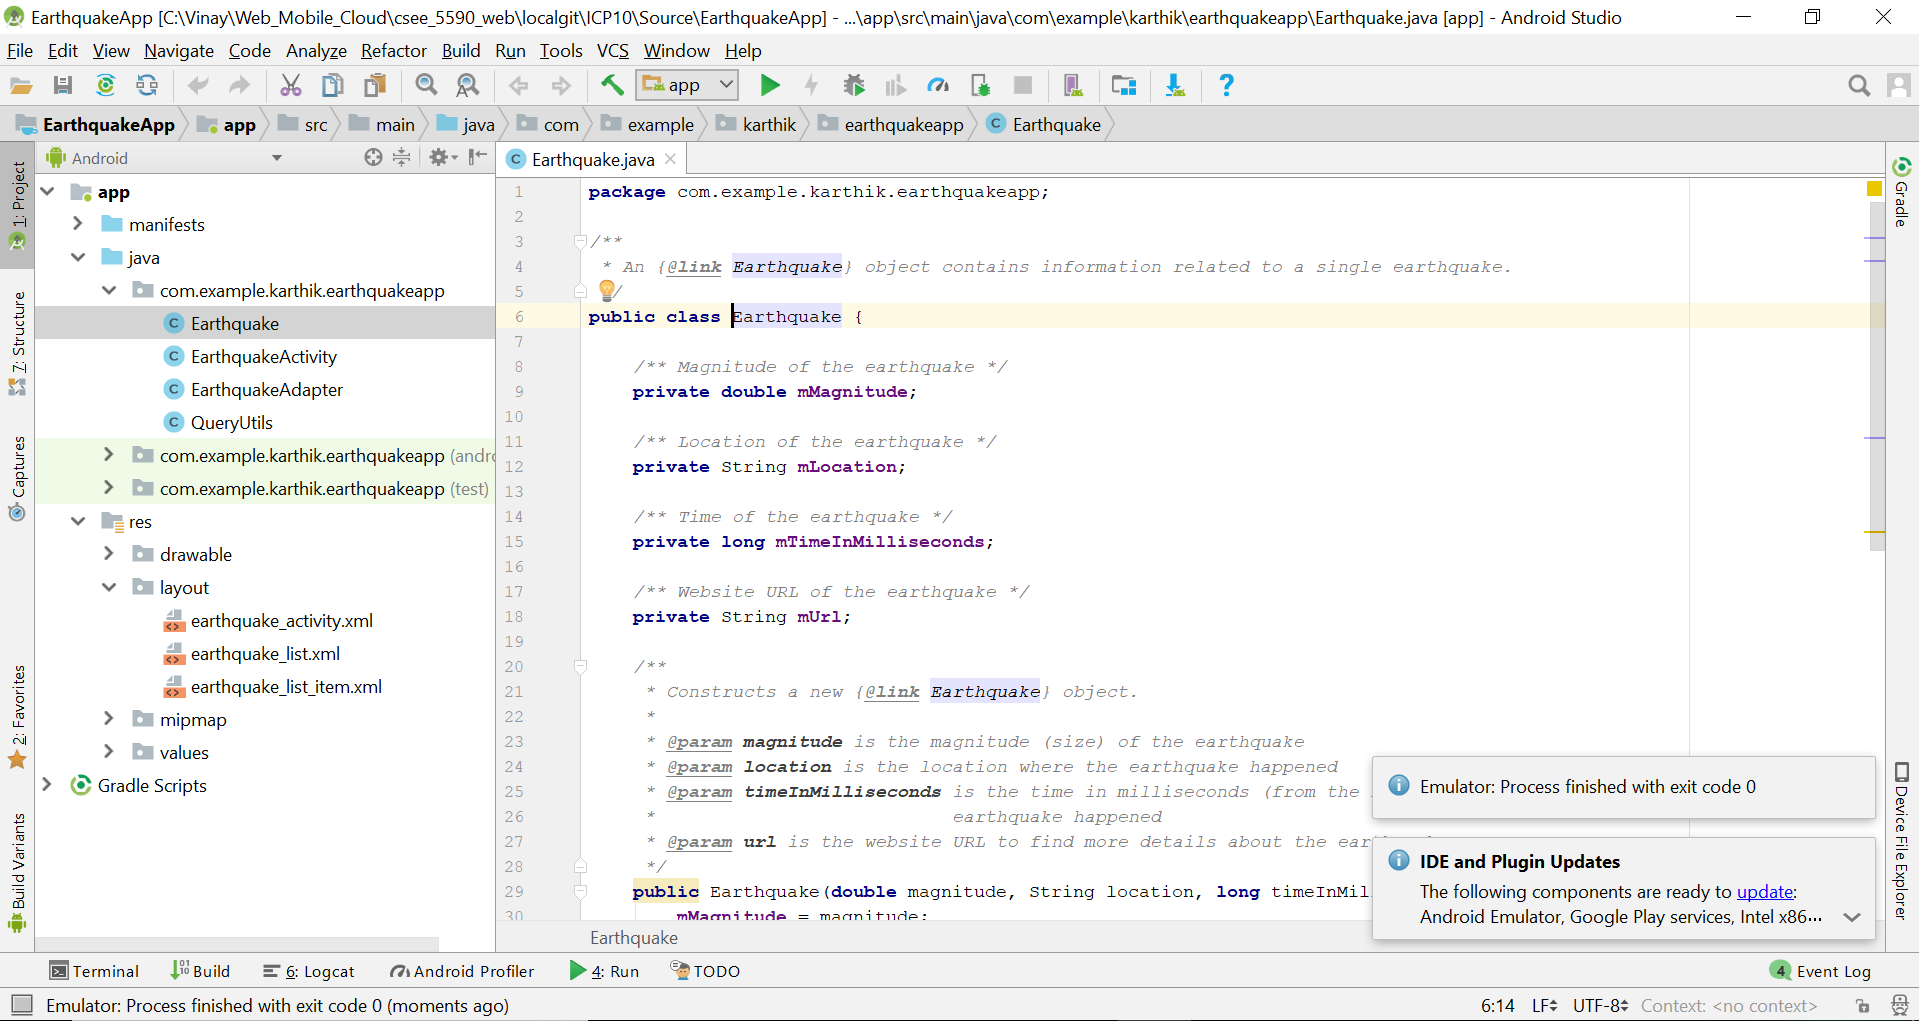 EarthquakeApp [C:\Vinay\Web_Mobile_Cloud\csee_5590_web\localgit\ICP10\Source\EarthquakeApp] - ...\app\src\main\java\com\example\karthik\earthquakeapp\Earthquake.java [app] - Android Studio
File Edit View Navigate Code Analyze Refactor Build Run Tools VCS Window Help
app
EarthquakeApp app src main java com example karthik earthquakeapp Earthquake
Android
Earthquake.java
1: Project
7: Structure
Captures
2: Favorites
Build Variants
app
manifests
java
com.example.karthik.earthquakeapp
Earthquake
EarthquakeActivity
EarthquakeAdapter
QueryUtils
com.example.karthik.earthquakeapp (andro
com.example.karthik.earthquakeapp (test)
res
drawable
layout
earthquake_activity.xml
earthquake_list.xml
earthquake_list_item.xml
mipmap
values
Gradle Scripts
1 package com.example.karthik.earthquakeapp;
2
3 /**
4 * An {@link Earthquake} object contains information related to a single earthquake.
5 /
6 public class Earthquake {
7
8 /** Magnitude of the earthquake */
9 private double mMagnitude;
10
11 /** Location of the earthquake */
12 private String mLocation;
13
14 /** Time of the earthquake */
15 private long mTimeInMilliseconds;
16
17 /** Website URL of the earthquake */
18 private String mUrl;
19
20 /**
21 * Constructs a new {@link Earthquake} object.
22 *
23 * @param magnitude is the magnitude (size) of the earthquake
24 * @param location is the location where the earthquake happened
25 * @param timeInMilliseconds is the time in milliseconds (from the
26 * earthquake happened
27 * @param url is the website URL to find more details about the ear
28 */
29 public Earthquake(double magnitude, String location, long timeInMil
30 mMagnitude = magnitude;
Earthquake
Gradle
Device File Explorer
Emulator: Process finished with exit code 0
IDE and Plugin Updates
The following components are ready to update:
Android Emulator, Google Play services, Intel x86...
Terminal Build 6: Logcat Android Profiler 4: Run TODO 4 Event Log
Emulator: Process finished with exit code 0 (moments ago) 6:14 LF UTF-8 Context: <no context>